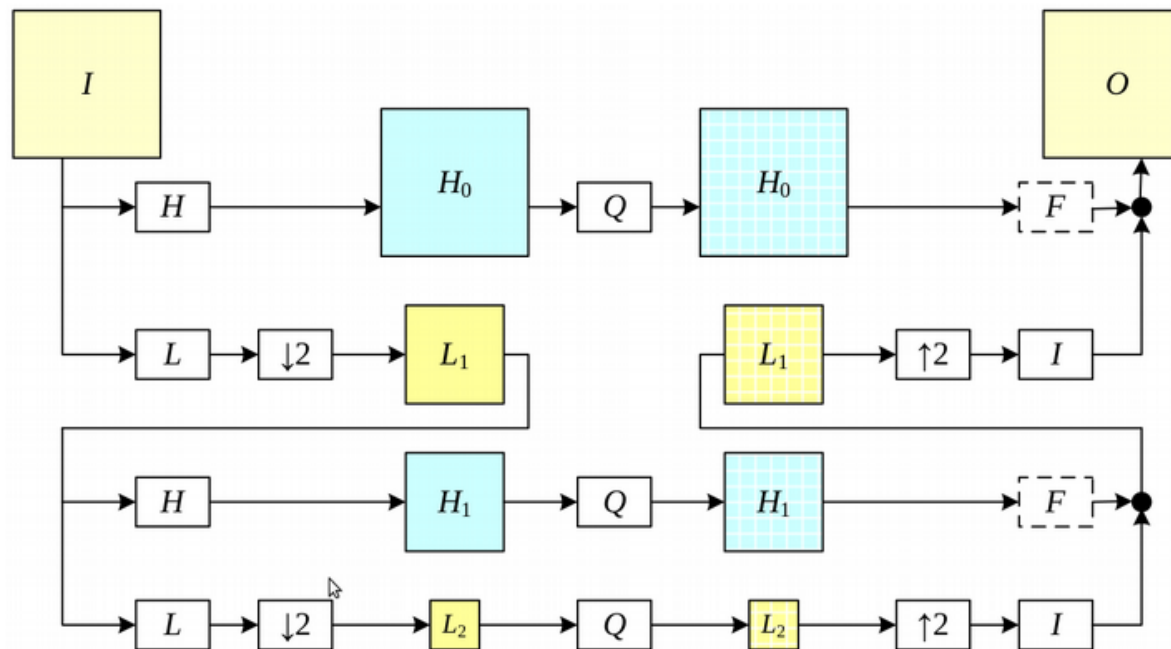 I O
H H₀ Q H₀ F
L ↓2 L₁ L₁ ↑2 I
H H₁ Q H₁ F
L ↓2 L₂ Q L₂ ↑2 I